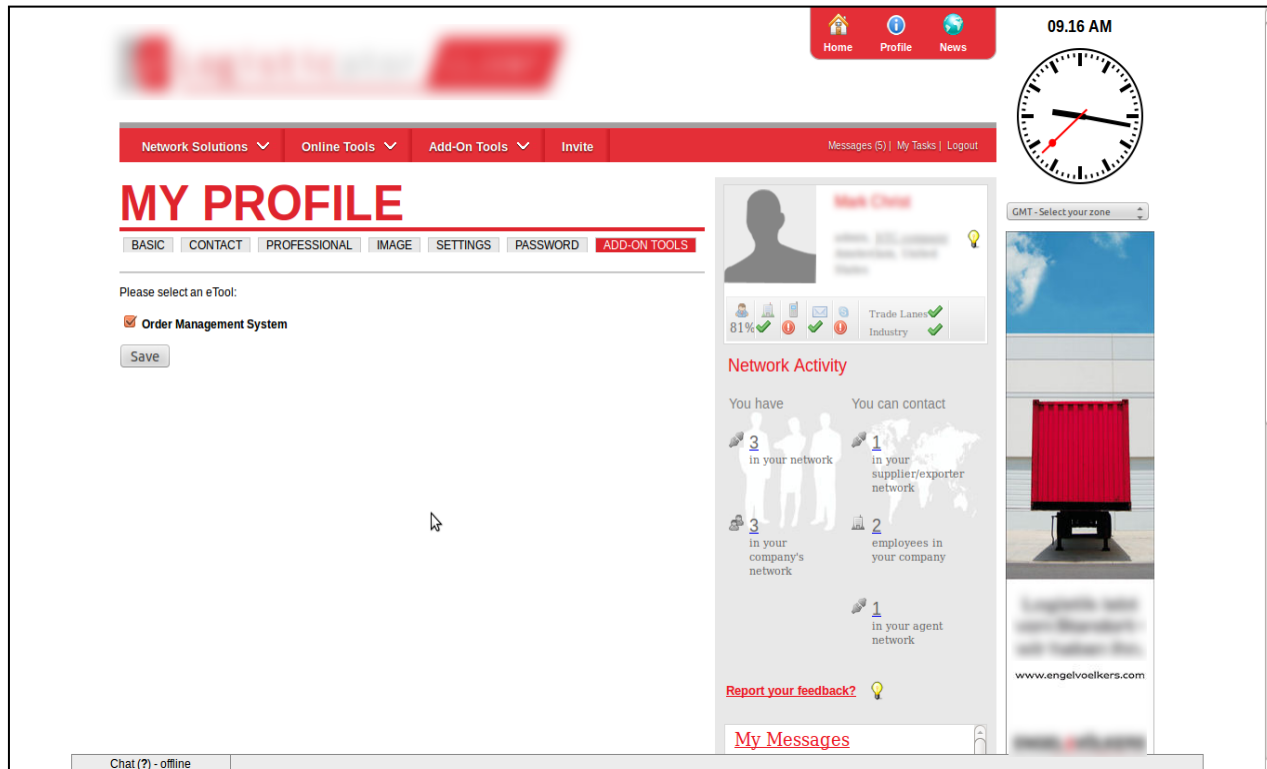 Home Profile News
09.16 AM
Network Solutions Online Tools Add-On Tools Invite
Messages (5) | My Tasks | Logout
MY PROFILE
BASIC CONTACT PROFESSIONAL IMAGE SETTINGS PASSWORD ADD-ON TOOLS
Please select an eTool:
Order Management System
Save
Mark Christ
81%
Trade Lanes
Industry
Network Activity
You have
3
in your network
3
in your
company's
network
You can contact
1
in your
supplier/exporter
network
2
employees in
your company
1
in your agent
network
Report your feedback?
My Messages
GMT - Select your zone
www.engelvoelkers.com
Chat (?) - offline